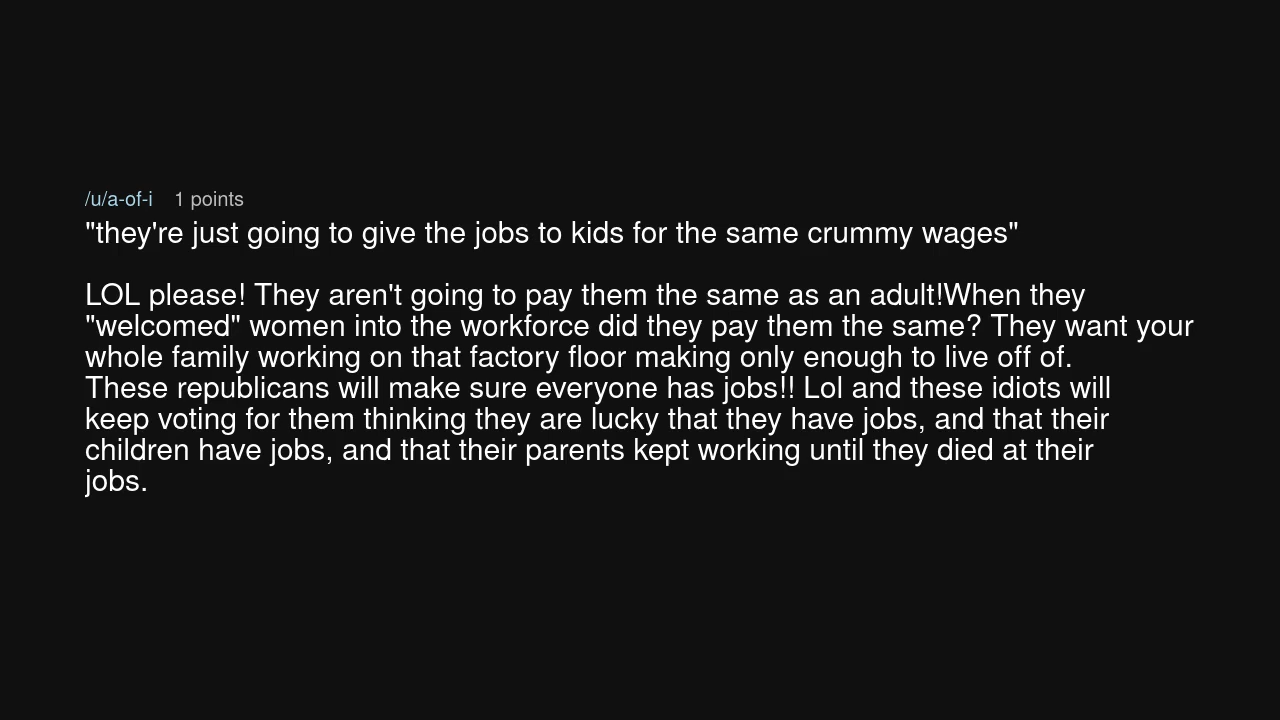 /u/a-of-i 1 points
"they're just going to give the jobs to kids for the same crummy wages"
LOL please! They aren't going to pay them the same as an adult!When they
"welcomed" women into the workforce did they pay them the same? They want your
whole family working on that factory floor making only enough to live off of.
These republicans will make sure everyone has jobs!! Lol and these idiots will
keep voting for them thinking they are lucky that they have jobs, and that their
children have jobs, and that their parents kept working until they died at their
jobs.